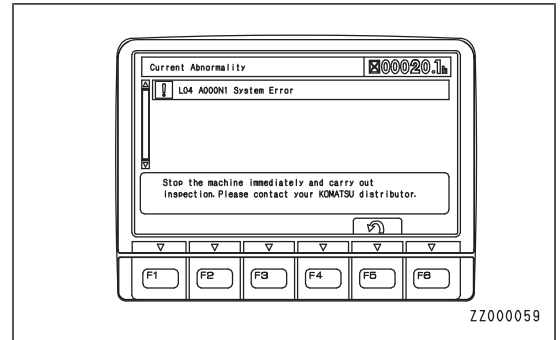 Current Abnormality
00020.1h
L04 A000N1 System Error
Stop the machine immediately and carry out
inspection. Please contact your KOMATSU distributor.
F1
F2
F3
F4
F5
F6
ZZ000059